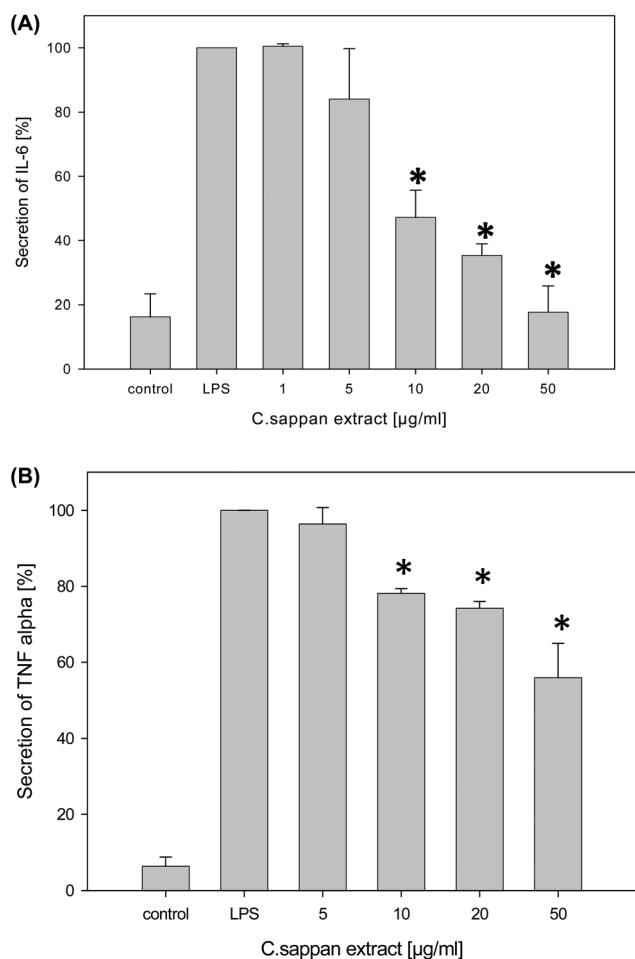 (A)
Secretion of IL-6 [%]
100
80
60
40
20
0
*
*
*
control LPS 1 5 10 20 50
C.sappan extract [µg/ml]
(B)
Secretion of TNF alpha [%]
100
80
60
40
20
0
*
*
*
control LPS 5 10 20 50
C.sappan extract [µg/ml]